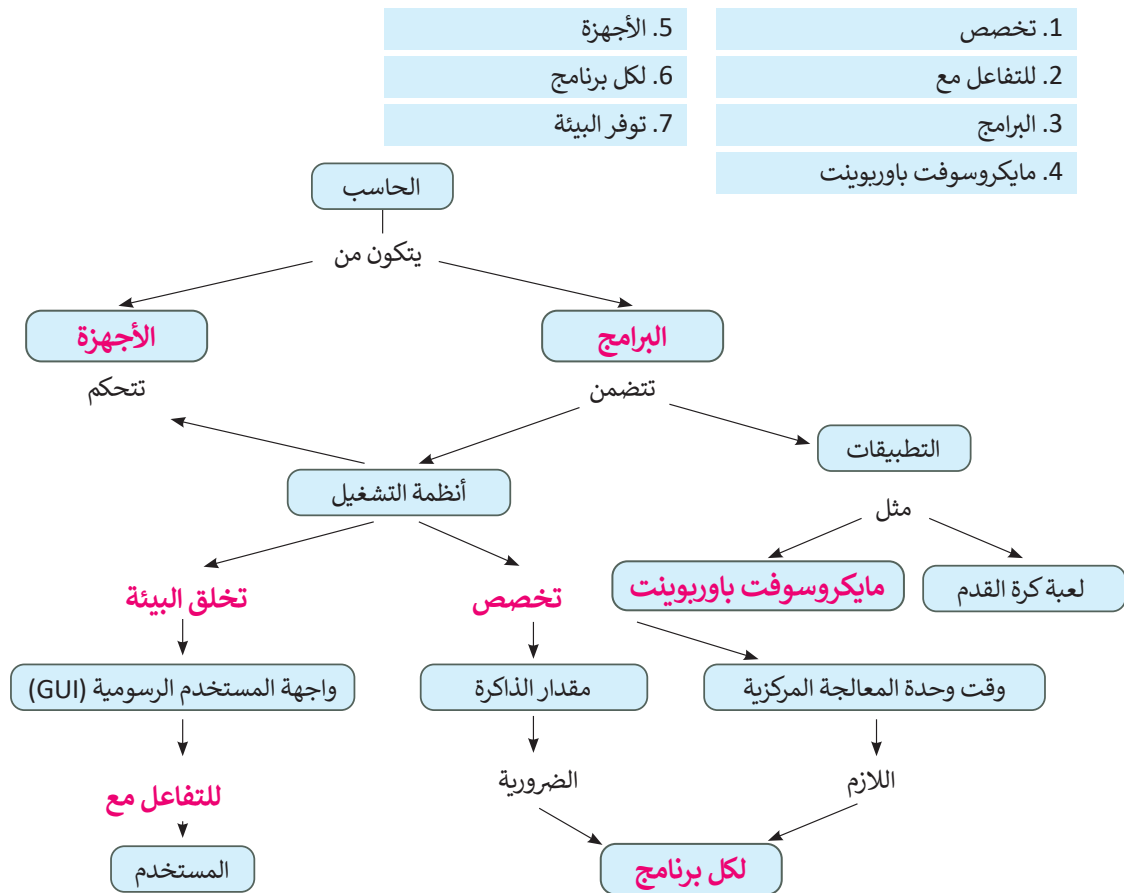 1. تخصص
2. للتفاعل مع
3. البرامج
4. مايكروسوفت باوربوينت
5. الأجهزة
6. لكل برنامج
7. توفر البيئة
الحاسب
يتكون من
البرامج
الأجهزة
تتضمن
تتحكم
التطبيقات
أنظمة التشغيل
مثل
لعبة كرة القدم
مايكروسوفت باوربوينت
تخصص
تخلق البيئة
وقت وحدة المعالجة المركزية
مقدار الذاكرة
واجهة المستخدم الرسومية (GUI)
اللازم
الضرورية
للتفاعل مع
لكل برنامج
المستخدم